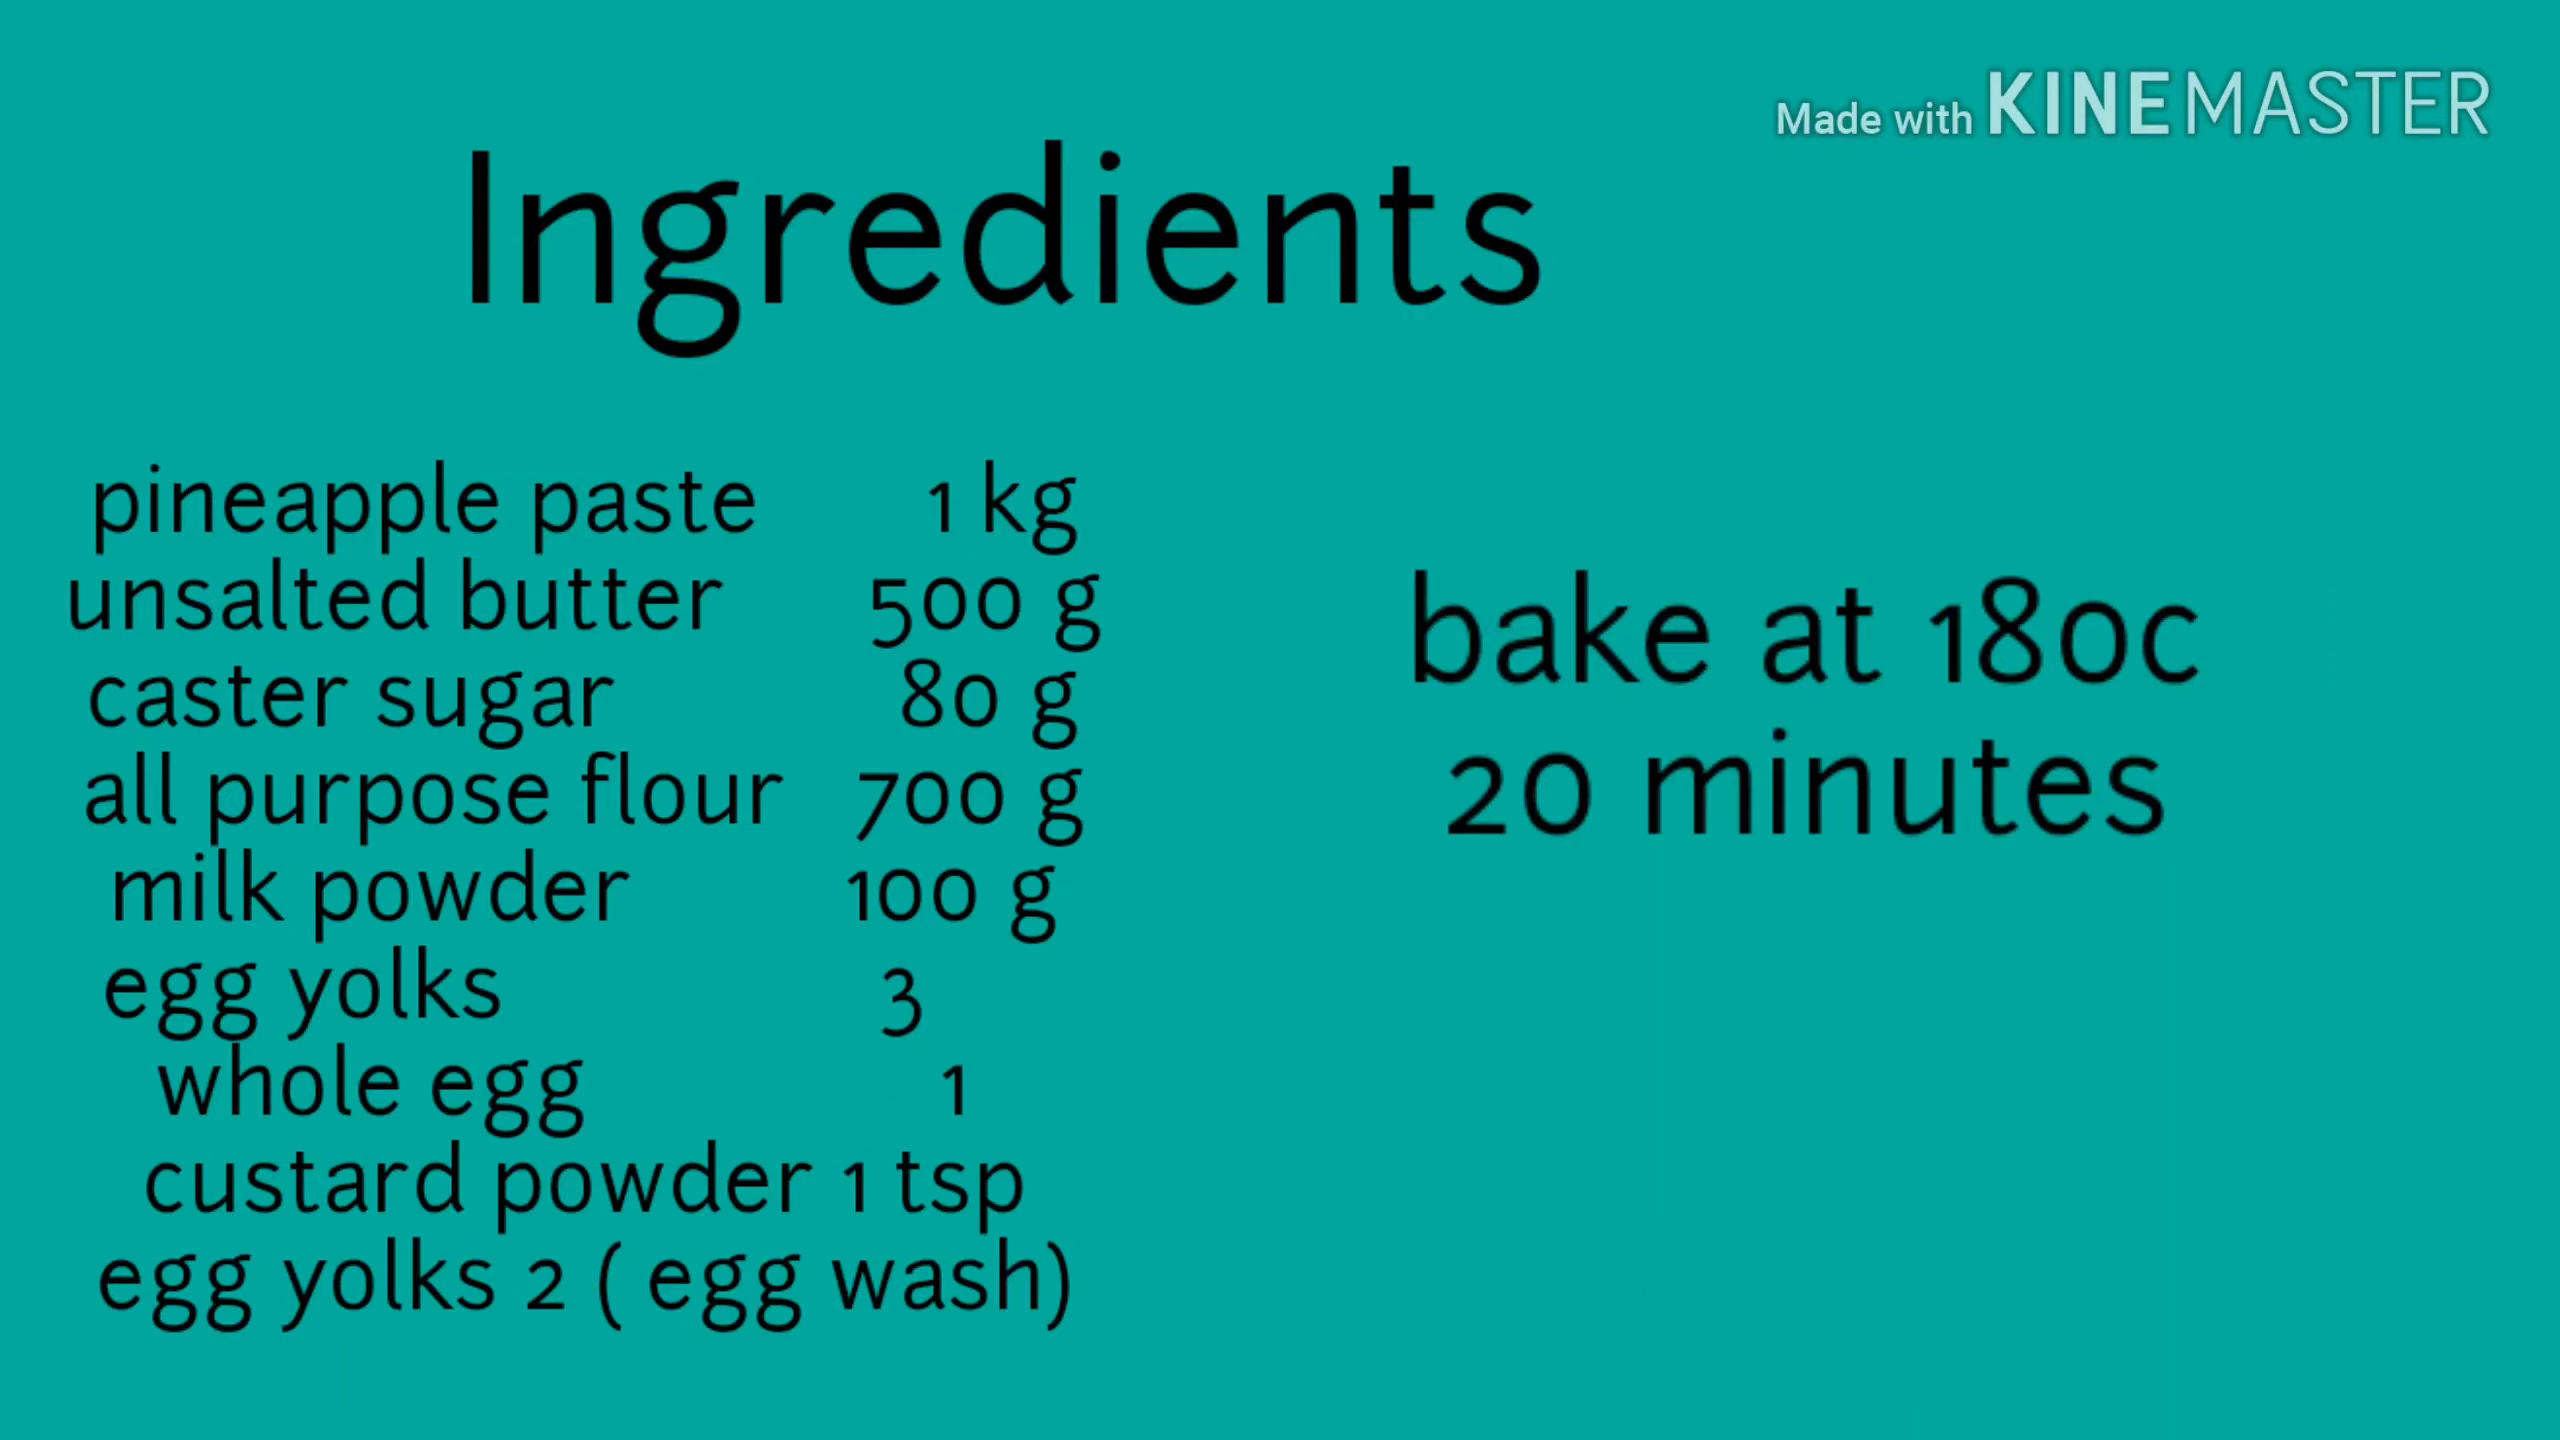 Made with KINEMASTER
Ingredients
pineapple paste 1 kg
unsalted butter 500 g
caster sugar 80 g
all purpose flour 700 g
milk powder 100 g
egg yolks 3
whole egg 1
custard powder 1 tsp
egg yolks 2 ( egg wash)
bake at 180c
20 minutes